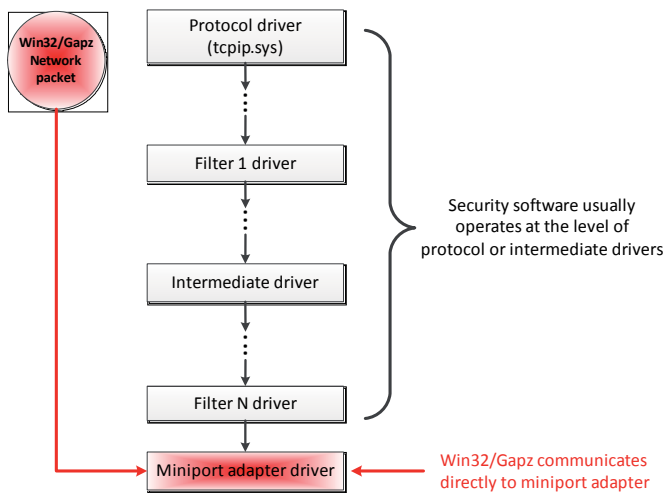 Win32/Gapz
Network
packet
Protocol driver
(tcpip.sys)
Filter 1 driver
Intermediate driver
Filter N driver
Miniport adapter driver
Security software usually
operates at the level of
protocol or intermediate drivers
Win32/Gapz communicates
directly to miniport adapter